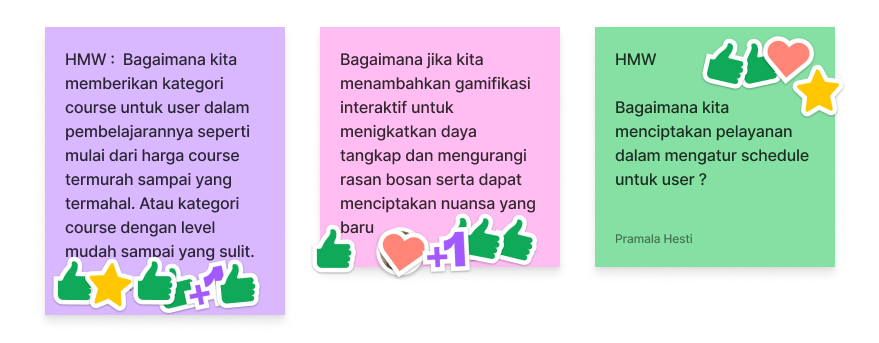 HMW : Bagaimana kita
memberikan kategori
course untuk user dalam
pembelajarannya seperti
mulai dari harga course
termurah sampai yang
termahal. Atau kategori
course dengan level
mudah sampai yang sulit.
+1
Bagaimana jika kita
menambahkan gamifikasi
interaktif untuk
menigkatkan daya
tangkap dan mengurangi
rasan bosan serta dapat
menciptakan nuansa yang
baru
+1
HMW
Bagaimana kita
menciptakan pelayanan
dalam mengatur schedule
untuk user ?
Pramala Hesti